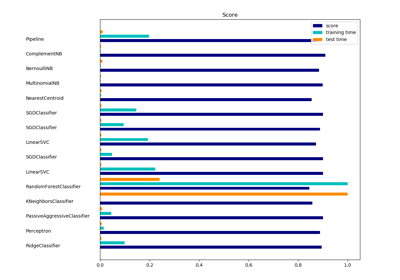 Score
score
training time
test time
Pipeline
ComplementNB
BernoulliNB
MultinomialNB
NearestCentroid
SGDClassifier
SGDClassifier
LinearSVC
SGDClassifier
LinearSVC
RandomForestClassifier
KNeighborsClassifier
PassiveAggressiveClassifier
Perceptron
RidgeClassifier
0.0 0.2 0.4 0.6 0.8 1.0